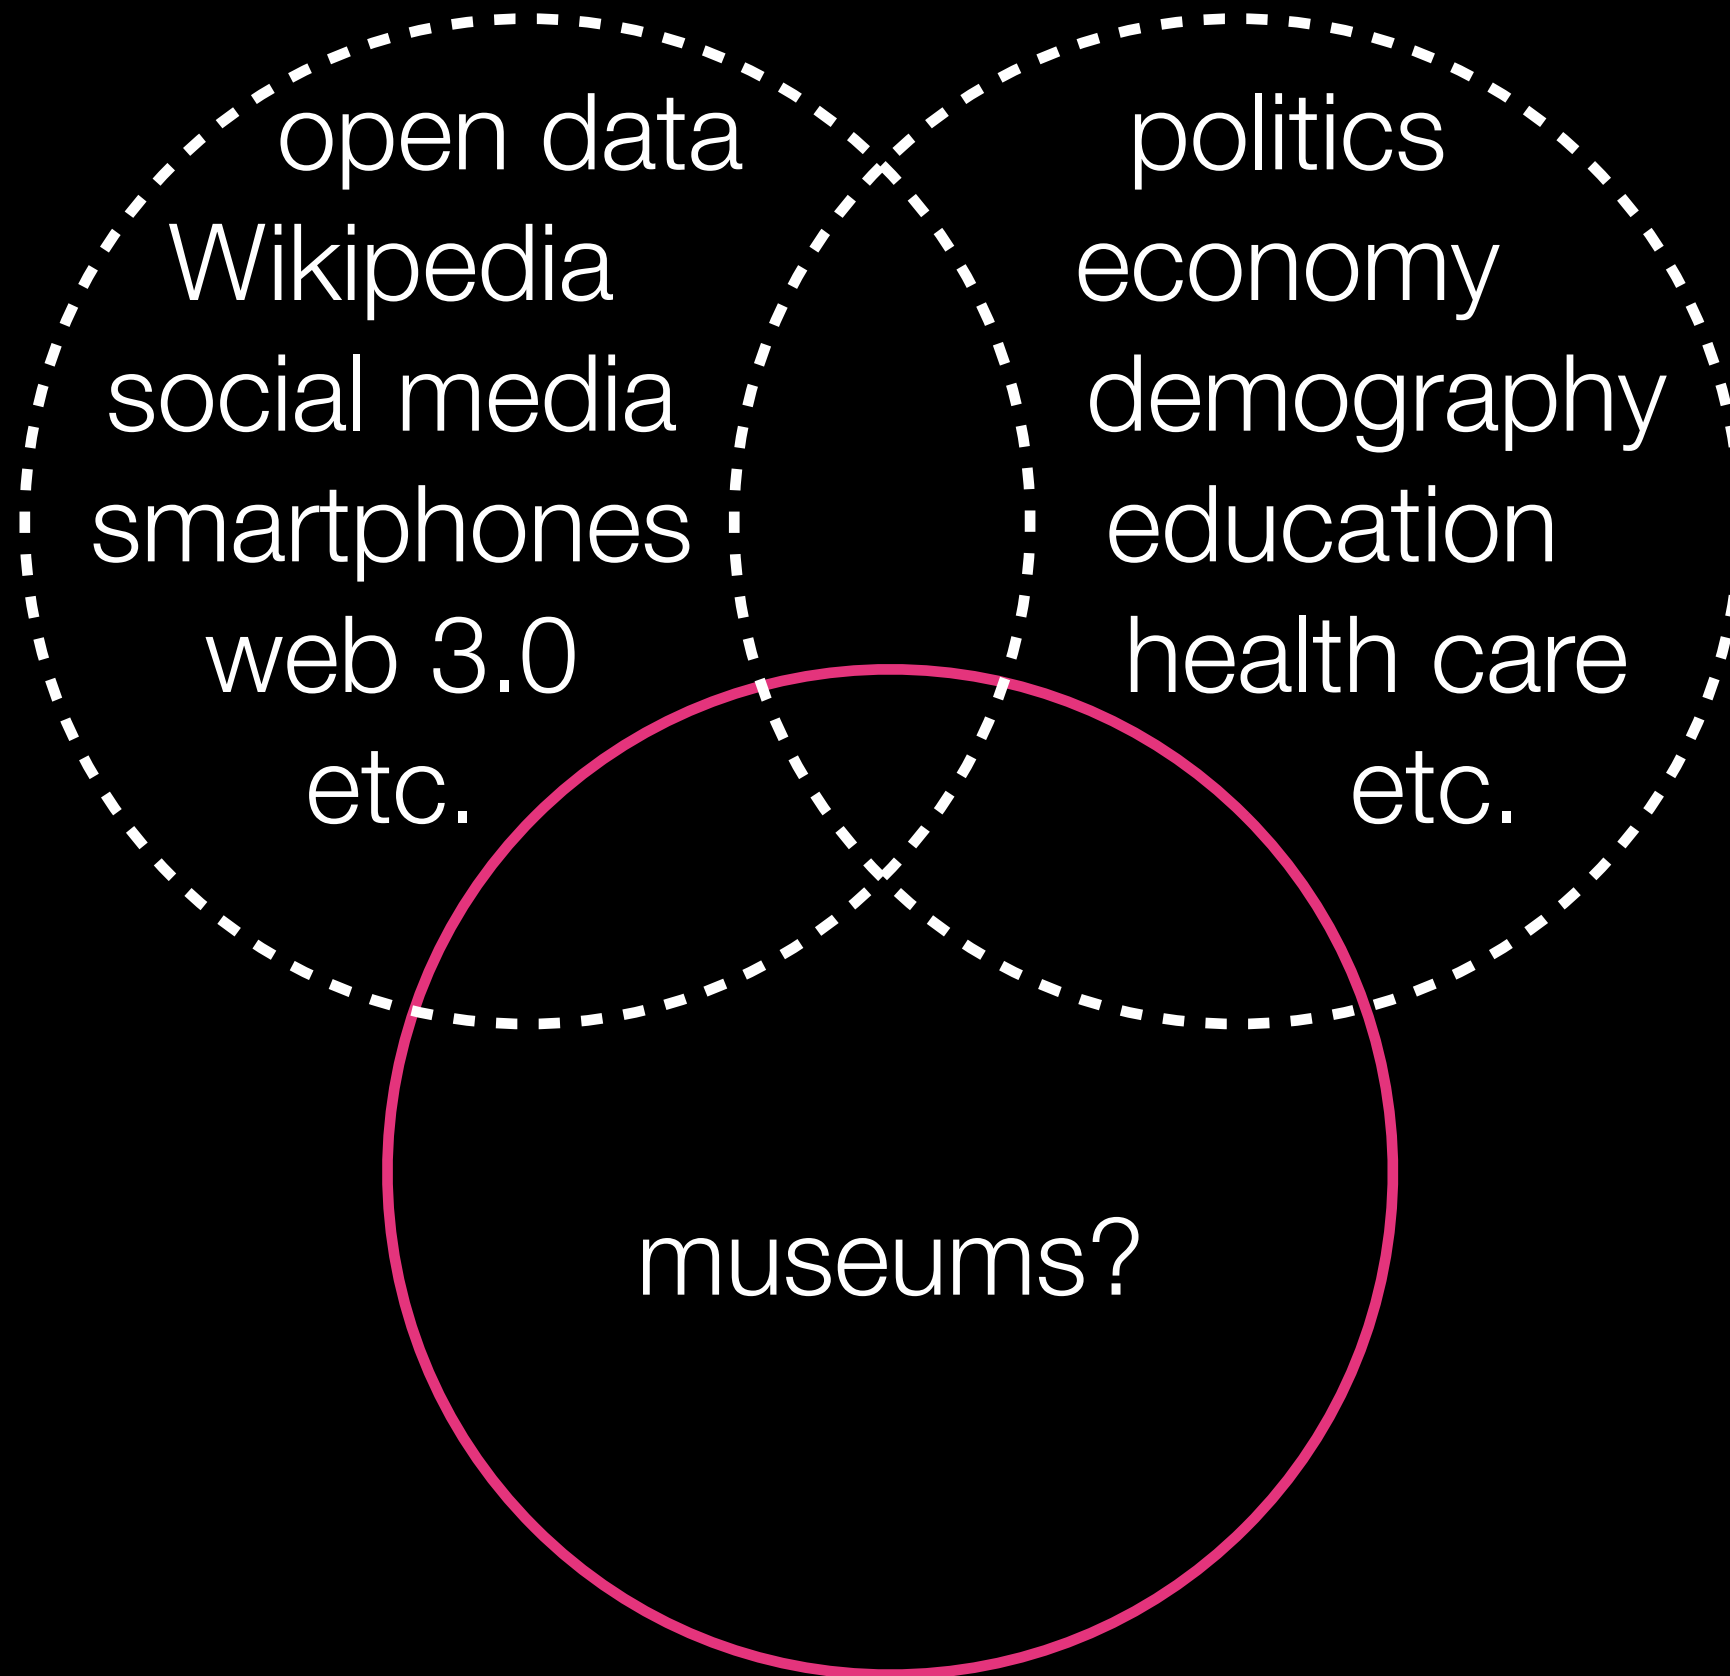 open data
Wikipedia
social media
smartphones
web 3.0
etc.
politics
economy
demography
education
health care
etc.
museums?